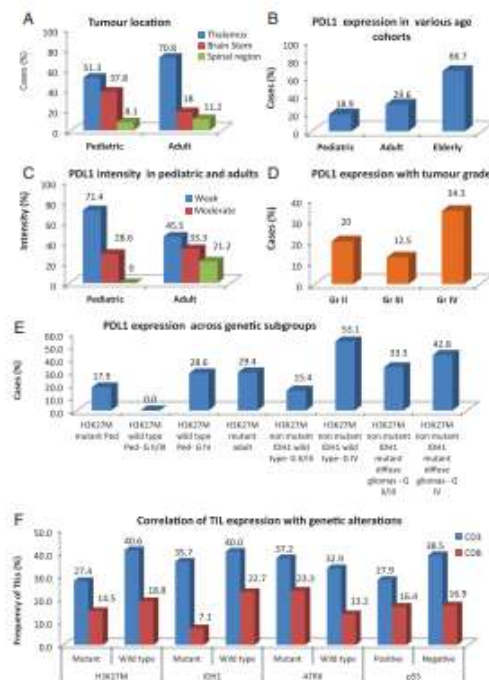 A
Tumour location
Cases (%)
100
80
60
40
20
0
51.3
37.8
8.1
70.8
18
11.2
Thalamus
Brain Stem
Spinal region
Pediatric
Adult
B
PDL1 expression in various age
cohorts
Cases (%)
100
80
60
40
20
0
18.9
29.6
66.7
Pediatric
Adult
Elderly
C
PDL1 intensity in pediatric and adults
Intensity (%)
100
80
60
40
20
0
71.4
28.6
0
45.5
33.3
21.2
Weak
Moderate
Pediatric
Adult
D
PDL1 expression with tumour grade
Cases (%)
40
30
20
10
0
20
12.5
34.3
Gr II
Gr III
Gr IV
E
PDL1 expression across genetic subgroups
Cases (%)
60.0
50.0
40.0
30.0
20.0
10.0
0.0
17.9
0.0
28.6
29.4
15.4
53.1
33.3
42.8
H3K27M
mutant Ped
H3K27M
wild type
Ped- G II/III
H3K27M
wild type
Ped- G IV
H3K27M
mutant
adult
H3K27M
non mutant
IDH1 wild
type- G II/III
H3K27M
non mutant
IDH1 wild
type- G IV
H3K27M
non mutant
IDH1
mutant
diffuse
gliomas - G
II/III
H3K27M
non mutant
IDH1
mutant
diffuse
gliomas - G
IV
F
Correlation of TIL expression with genetic alterations
Frequency of TILs (%)
60.0
40.0
20.0
0.0
27.4
14.5
40.6
18.8
35.7
7.1
40.0
22.7
37.2
23.3
32.9
13.2
27.9
16.4
38.5
16.9
CD3
CD8
Mutant
Wild type
Mutant
Wild type
Mutant
Wild type
Positive
Negative
H3K27M
IDH1
ATRX
p53